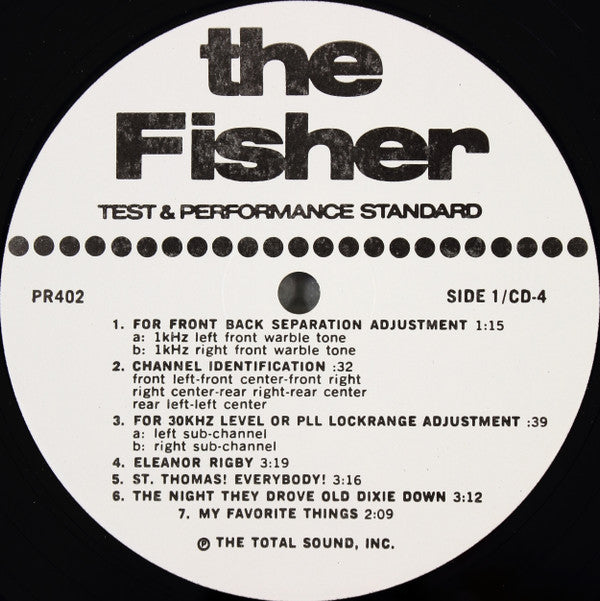 the
Fisher
TEST & PERFORMANCE STANDARD
PR402
SIDE 1/CD-4
1. FOR FRONT BACK SEPARATION ADJUSTMENT 1:15
a: 1kHz left front warble tone
b: 1kHz right front warble tone
2. CHANNEL IDENTIFICATION :32
front left-front center-front right
right center-rear right-rear center
rear left-left center
3. FOR 30KHZ LEVEL OR PLL LOCKRANGE ADJUSTMENT :39
a: left sub-channel
b: right sub-channel
4. ELEANOR RIGBY 3:19
5. ST. THOMAS! EVERYBODY! 3:16
6. THE NIGHT THEY DROVE OLD DIXIE DOWN 3:12
7. MY FAVORITE THINGS 2:09
℗ THE TOTAL SOUND, INC.